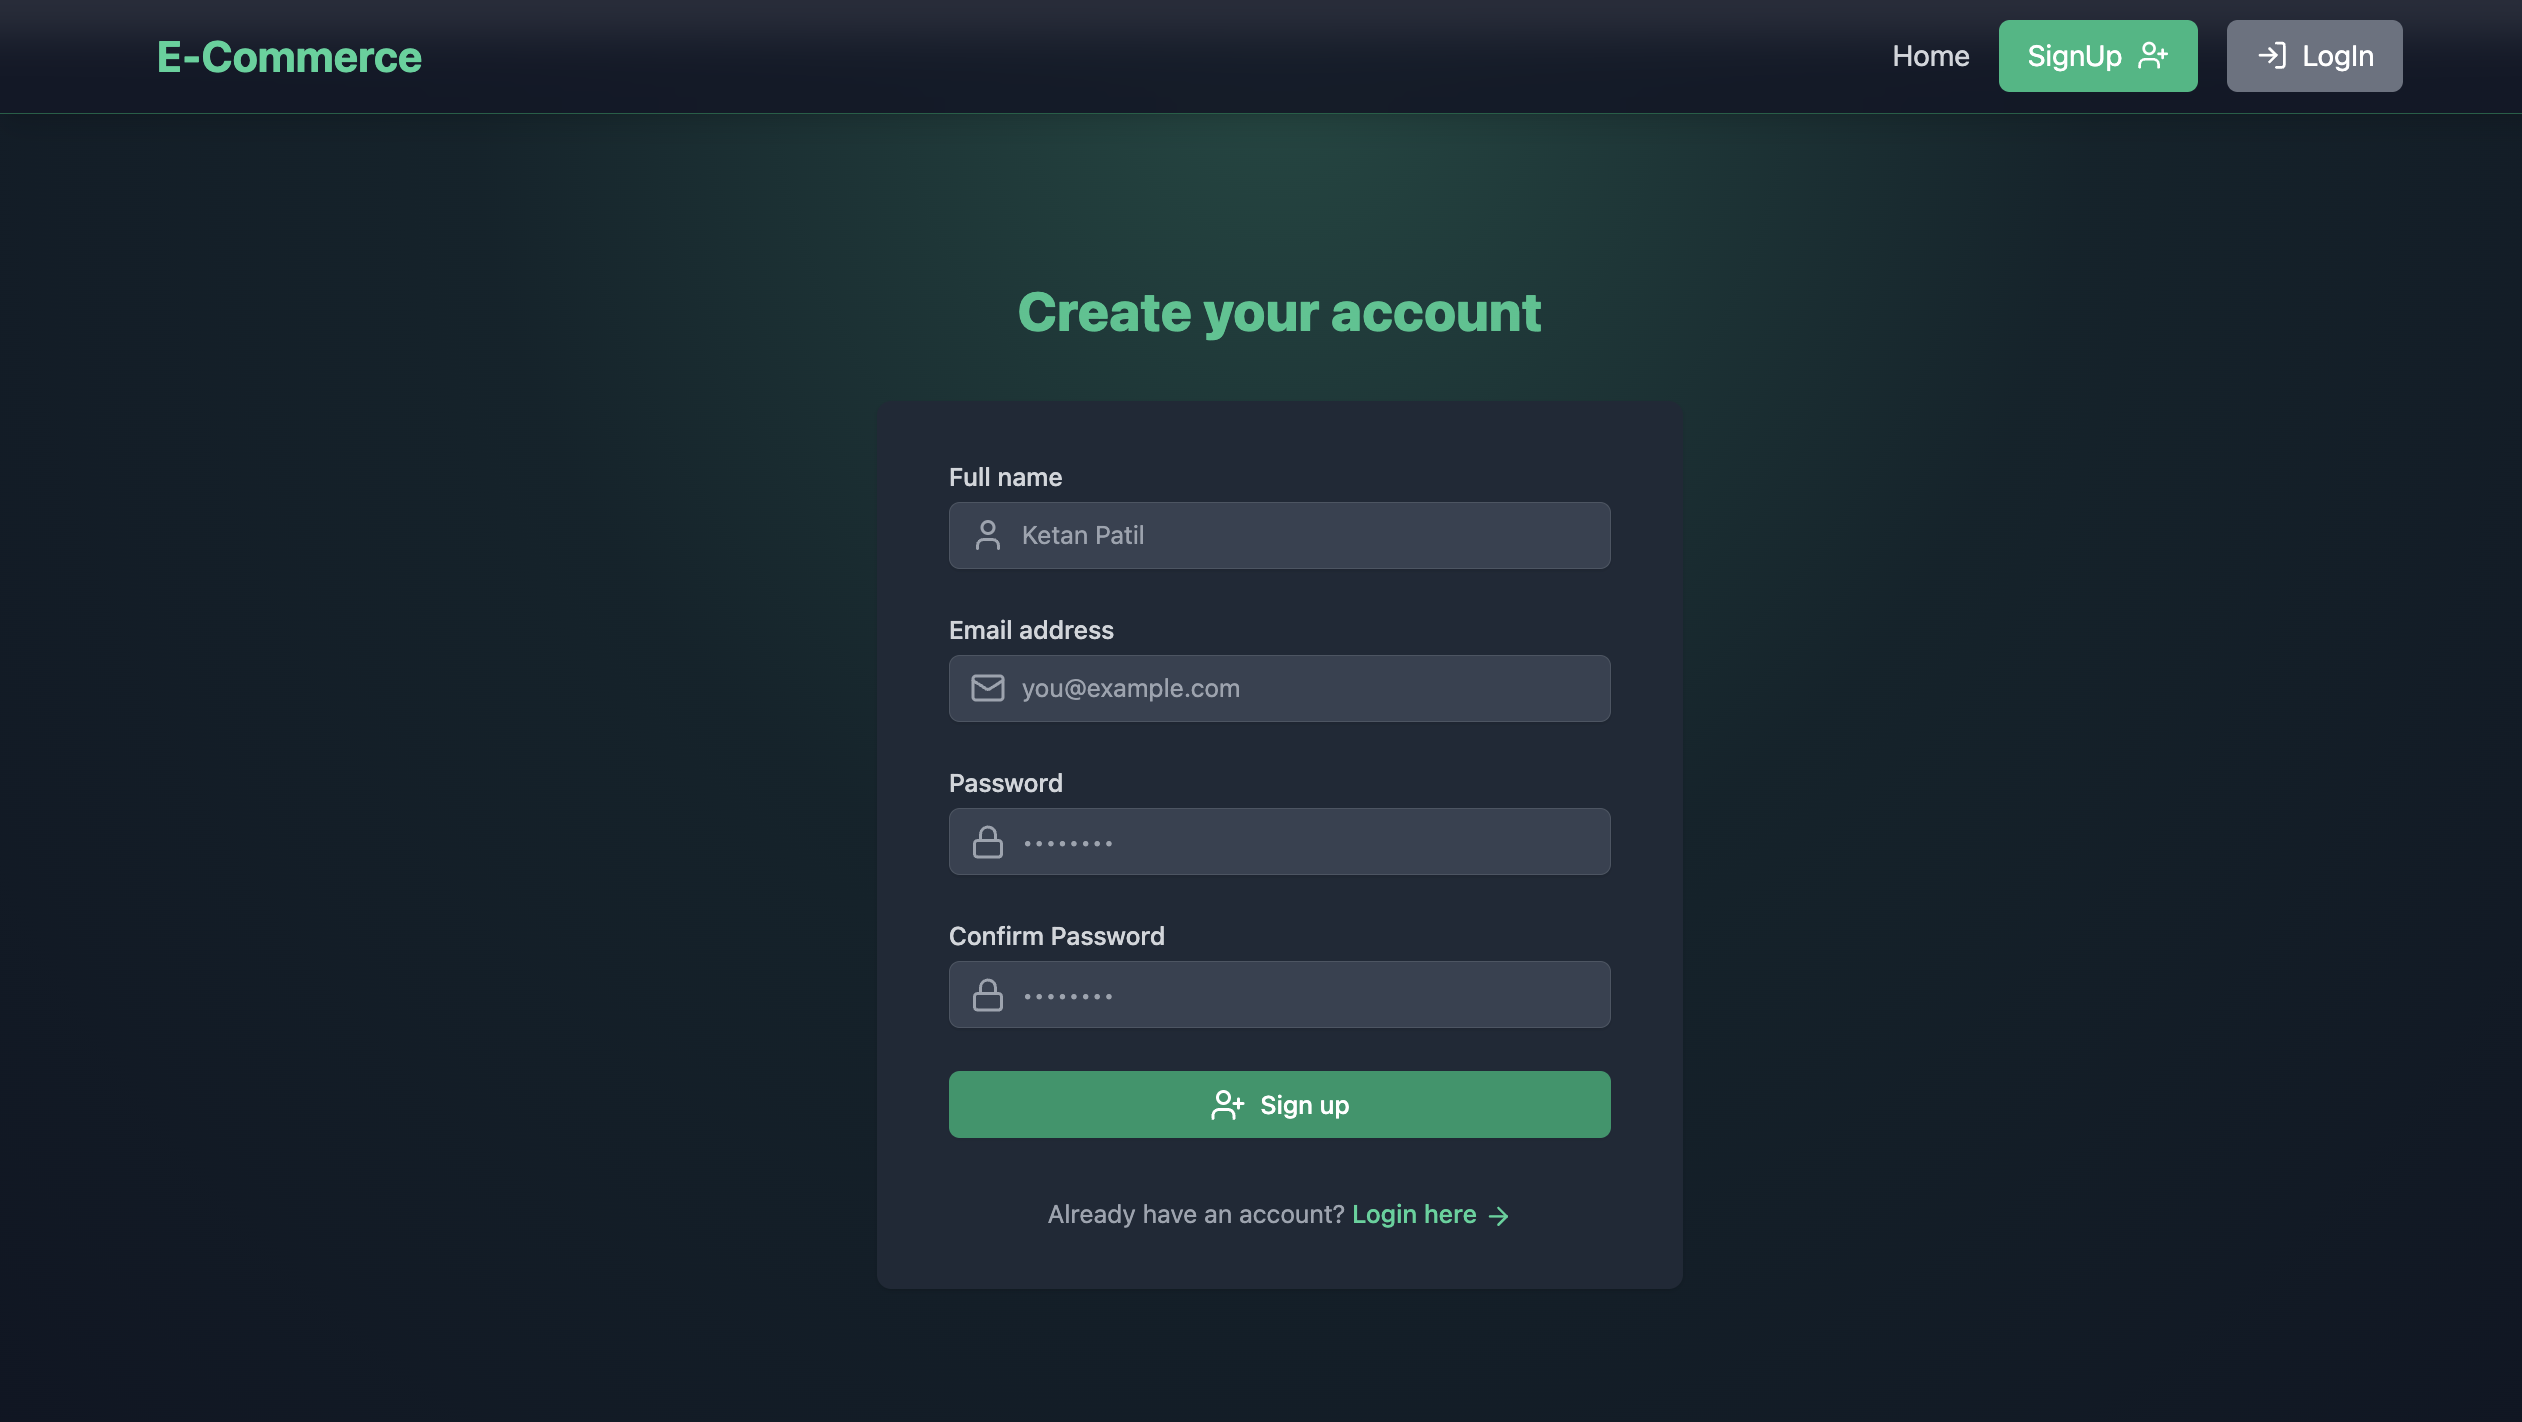 E-Commerce
Home
SignUp
LogIn
Create your account
Full name
Ketan Patil
Email address
you@example.com
Password
••••••••
Confirm Password
••••••••
Sign up
Already have an account? Login here →